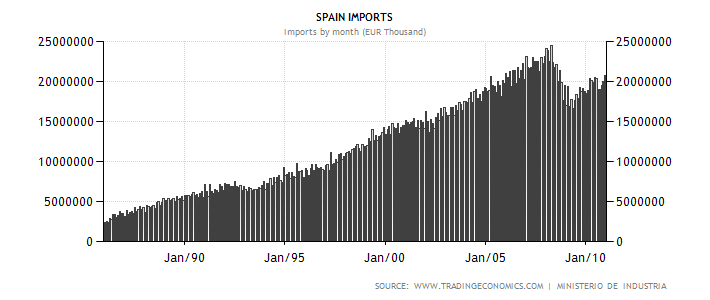 SPAIN IMPORTS
Imports by month (EUR Thousand)
25000000 25000000
20000000 20000000
15000000 15000000
10000000 10000000
5000000 5000000
0 0
Jan/90 Jan/95 Jan/00 Jan/05 Jan/10
SOURCE: WWW.TRADINGECONOMICS.COM | MINISTERIO DE INDUSTRIA